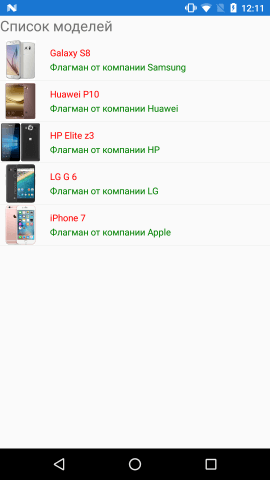 12:11
Список моделей
Galaxy S8
Флагман от компании Samsung
Huawei P10
Флагман от компании Huawei
HP Elite z3
Флагман от компании HP
LG G 6
Флагман от компании LG
iPhone 7
Флагман от компании Apple